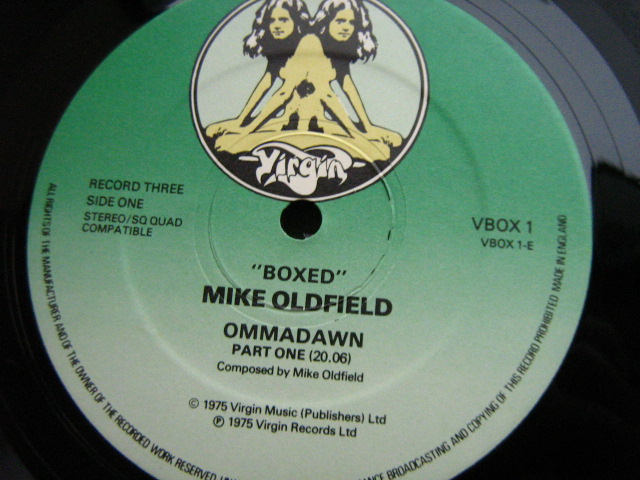 Virgin
RECORD THREE
SIDE ONE
STEREO/SQ QUAD
COMPATIBLE
VBOX 1
VBOX 1-E
"BOXED"
MIKE OLDFIELD
OMMADAWN
PART ONE (20.06)
Composed by Mike Oldfield
© 1975 Virgin Music (Publishers) Ltd
℗ 1975 Virgin Records Ltd
ALL RIGHTS OF THE MANUFACTURER AND OF THE OWNER OF THE RECORDED WORK RESERVED. BROADCASTING AND COPYING OF THIS RECORD PROHIBITED MADE IN ENGLAND